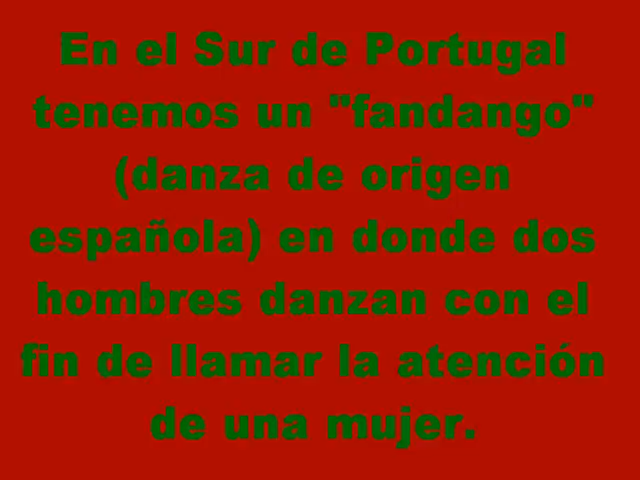 En el Sur de Portugal
tenemos un "fandango"
(danza de origen
española) en donde dos
hombres danzan con el
fin de llamar la atención
de una mujer.